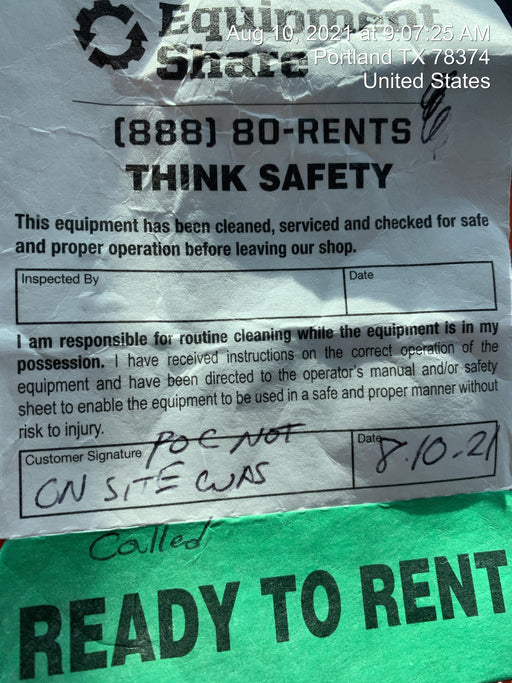 Equipment
Share
Aug 10, 2021 at 9:07:25 AM
Portland TX 78374
United States
(888) 80-RENTS
THINK SAFETY
This equipment has been cleaned, serviced and checked for safe
and proper operation before leaving our shop.
Inspected By
Date
I am responsible for routine cleaning while the equipment is in my
possession. I have received instructions on the correct operation of the
equipment and have been directed to the operator's manual and/or safety
sheet to enable the equipment to be used in a safe and proper manner without
risk to injury.
Customer Signature POC NOT
ON SITE WAS
Date 8-10-21
Called
READY TO RENT